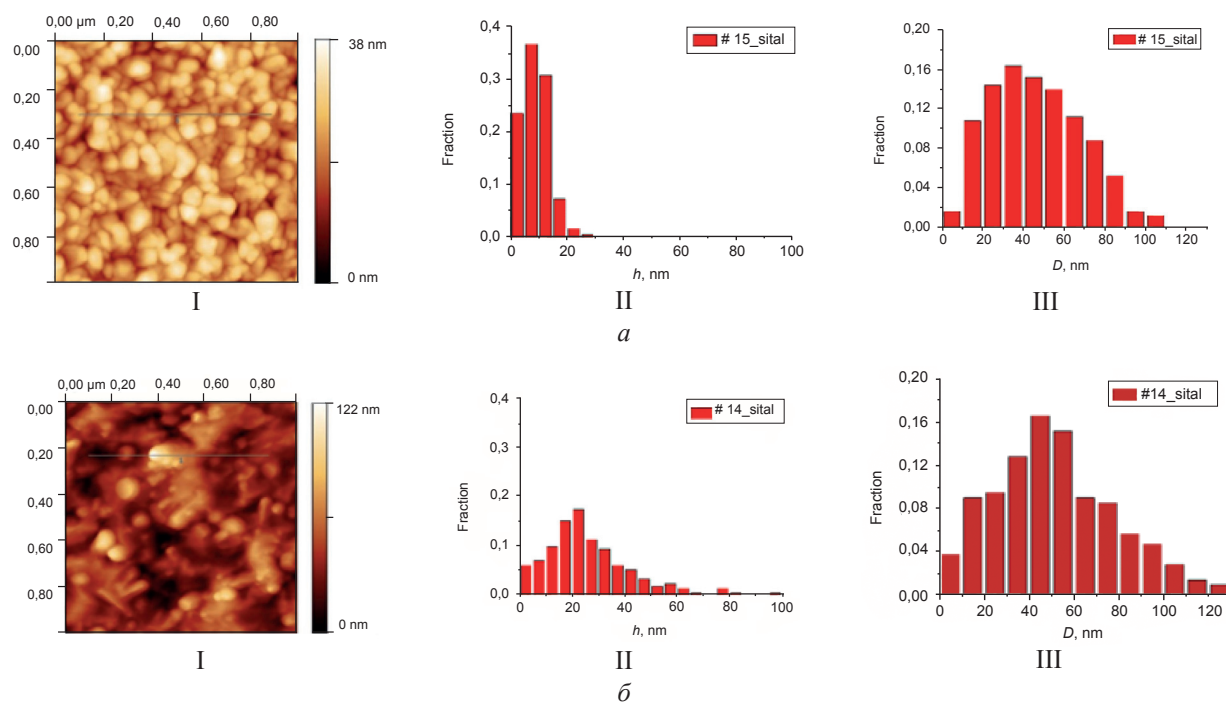 0,00 µm 0,20 0,40 0,60 0,80
0,00
0,20
0,40
0,60
0,80
38 nm
0 nm
I
0,4
0,3
0,2
0,1
0,0
Fraction
# 15_sital
0 20 40 60 80 100
h, nm
II
0,20
0,16
0,12
0,08
0,04
0,00
Fraction
# 15_sital
0 20 40 60 80 100 120
D, nm
III
а
0,00 µm 0,20 0,40 0,60 0,80
0,00
0,20
0,40
0,60
0,80
122 nm
0 nm
I
0,4
0,3
0,2
0,1
0,0
Fraction
# 14_sital
0 20 40 60 80 100
h, nm
II
0,20
0,16
0,12
0,08
0,04
0,00
Fraction
#14_sital
0 20 40 60 80 100 120
D, nm
III
б